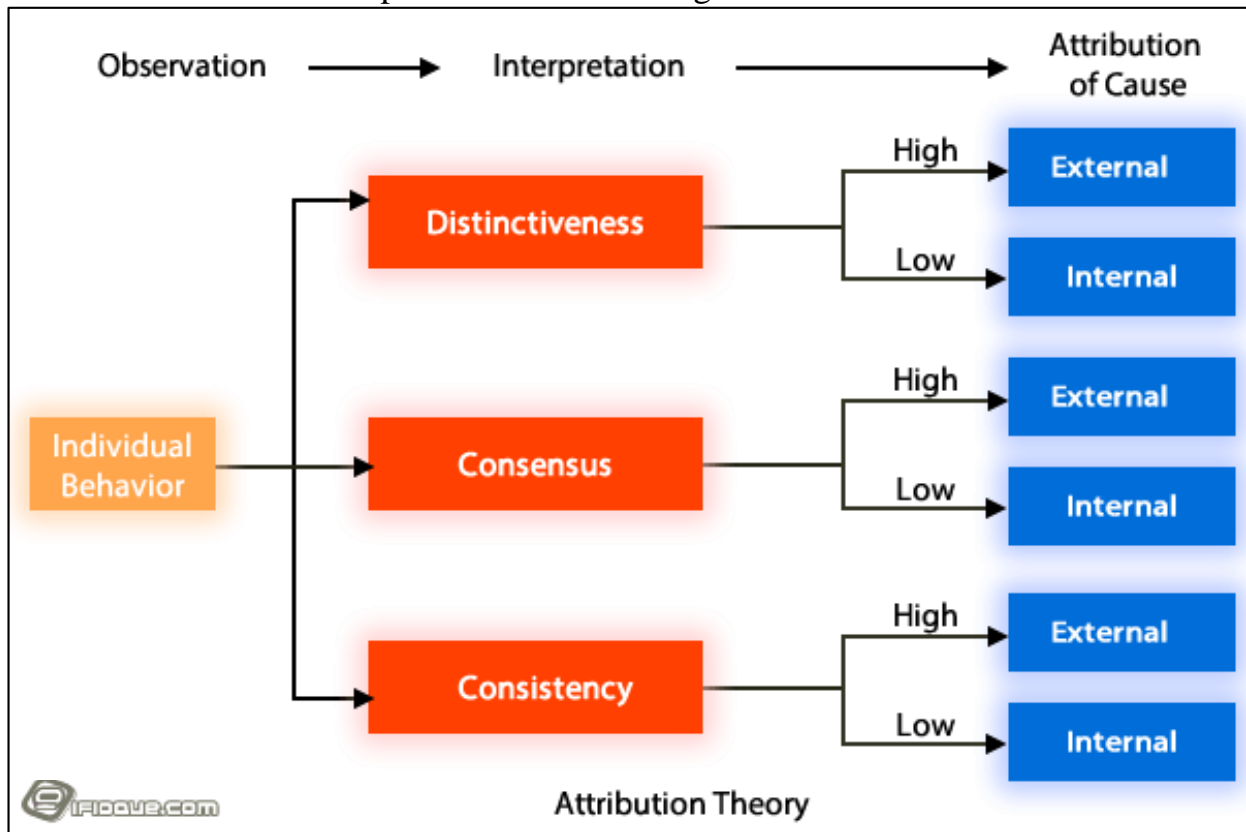 Observation
Interpretation
Attribution
of Cause
High
External
Distinctiveness
Low
Internal
High
External
Individual
Behavior
Consensus
Low
Internal
High
External
Consistency
Low
Internal
Attribution Theory